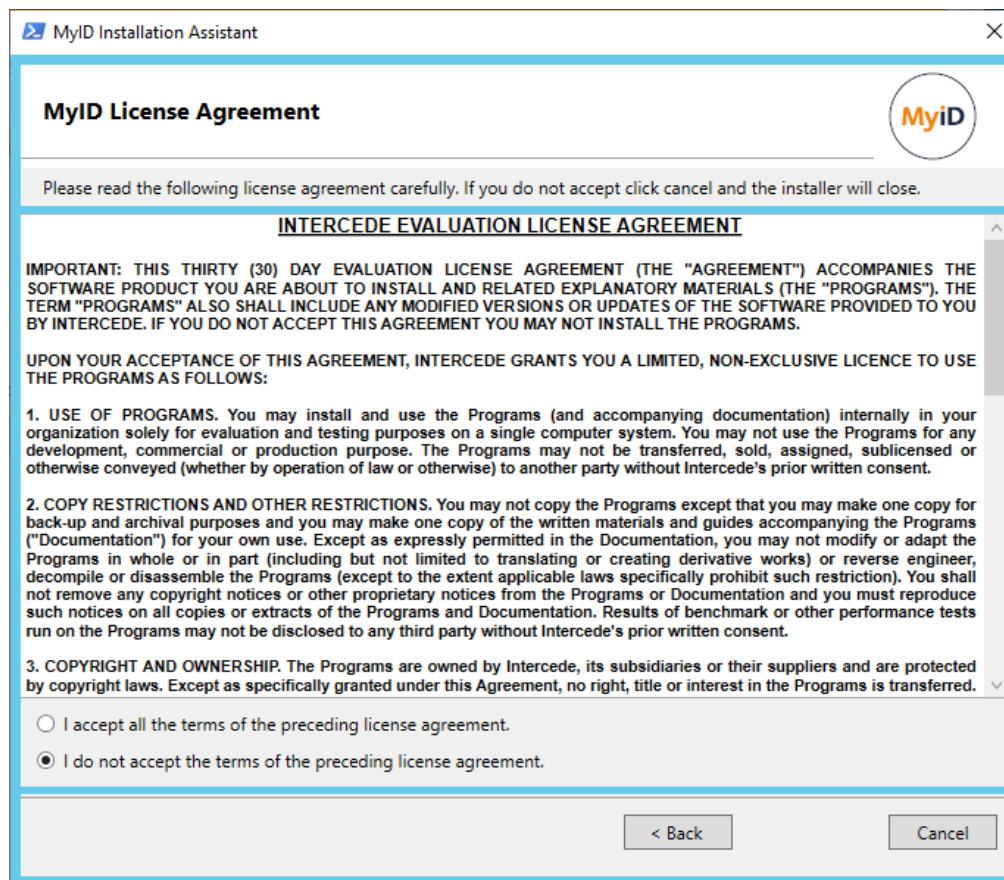 MyID Installation Assistant
MyID License Agreement
MyiD
Please read the following license agreement carefully. If you do not accept click cancel and the installer will close.
INTERCEDE EVALUATION LICENSE AGREEMENT
IMPORTANT: THIS THIRTY (30) DAY EVALUATION LICENSE AGREEMENT (THE "AGREEMENT") ACCOMPANIES THE
SOFTWARE PRODUCT YOU ARE ABOUT TO INSTALL AND RELATED EXPLANATORY MATERIALS (THE "PROGRAMS"). THE
TERM "PROGRAMS" ALSO SHALL INCLUDE ANY MODIFIED VERSIONS OR UPDATES OF THE SOFTWARE PROVIDED TO YOU
BY INTERCEDE. IF YOU DO NOT ACCEPT THIS AGREEMENT YOU MAY NOT INSTALL THE PROGRAMS.
UPON YOUR ACCEPTANCE OF THIS AGREEMENT, INTERCEDE GRANTS YOU A LIMITED, NON-EXCLUSIVE LICENCE TO USE
THE PROGRAMS AS FOLLOWS:
1. USE OF PROGRAMS. You may install and use the Programs (and accompanying documentation) internally in your
organization solely for evaluation and testing purposes on a single computer system. You may not use the Programs for any
development, commercial or production purpose. The Programs may not be transferred, sold, assigned, sublicensed or
otherwise conveyed (whether by operation of law or otherwise) to another party without Intercede's prior written consent.
2. COPY RESTRICTIONS AND OTHER RESTRICTIONS. You may not copy the Programs except that you may make one copy for
back-up and archival purposes and you may make one copy of the written materials and guides accompanying the Programs
("Documentation") for your own use. Except as expressly permitted in the Documentation, you may not modify or adapt the
Programs in whole or in part (including but not limited to translating or creating derivative works) or reverse engineer,
decompile or disassemble the Programs (except to the extent applicable laws specifically prohibit such restriction). You shall
not remove any copyright notices or other proprietary notices from the Programs or Documentation and you must reproduce
such notices on all copies or extracts of the Programs and Documentation. Results of benchmark or other performance tests
run on the Programs may not be disclosed to any third party without Intercede's prior written consent.
3. COPYRIGHT AND OWNERSHIP. The Programs are owned by Intercede, its subsidiaries or their suppliers and are protected
by copyright laws. Except as specifically granted under this Agreement, no right, title or interest in the Programs is transferred.
I accept all the terms of the preceding license agreement.
I do not accept the terms of the preceding license agreement.
< Back
Cancel